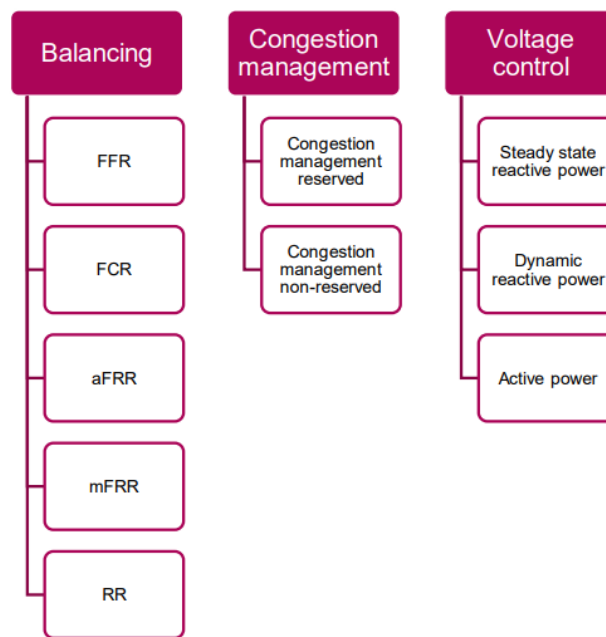 Balancing
FFR
FCR
aFRR
mFRR
RR
Congestion
management
Congestion
management
reserved
Congestion
management
non-reserved
Voltage
control
Steady state
reactive power
Dynamic
reactive power
Active power